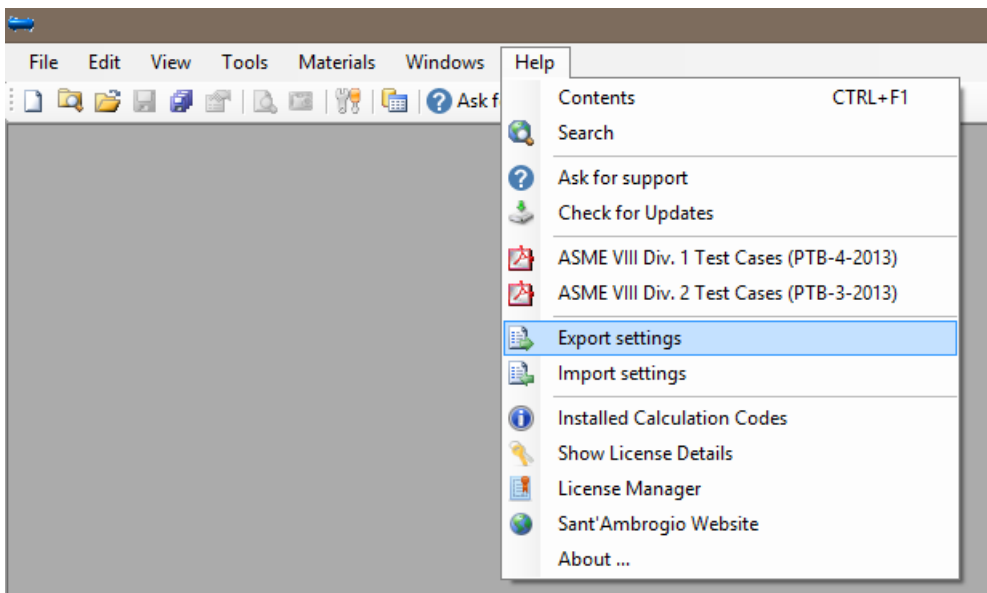 File Edit View Tools Materials Windows Help
Ask f
Contents CTRL+F1
Search
Ask for support
Check for Updates
ASME VIII Div. 1 Test Cases (PTB-4-2013)
ASME VIII Div. 2 Test Cases (PTB-3-2013)
Export settings
Import settings
Installed Calculation Codes
Show License Details
License Manager
Sant'Ambrogio Website
About ...